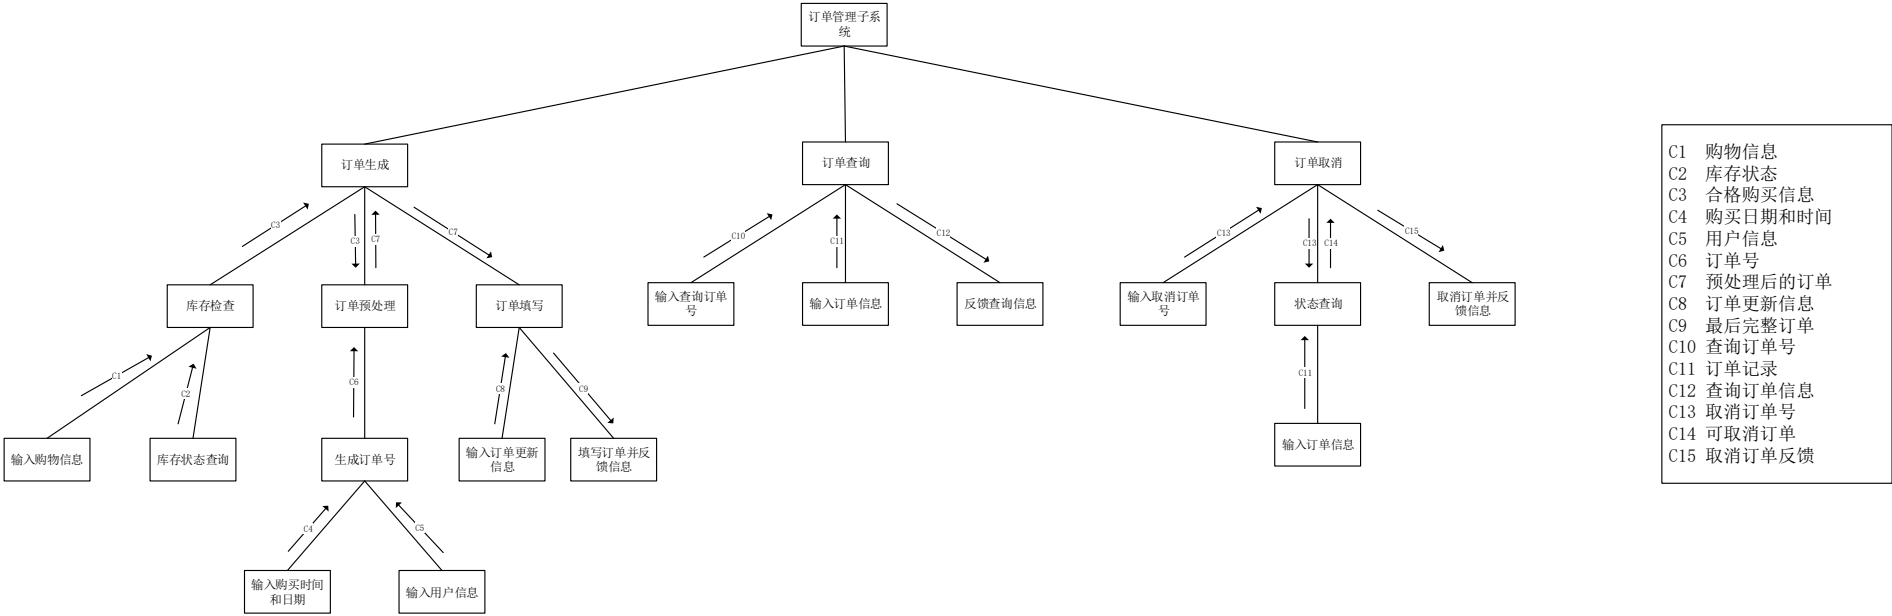 订单管理子系
统
订单生成
订单查询
订单取消
C3
C3
C7
C7
C10
C11
C12
C13
C13
C14
C15
库存检查
订单预处理
订单填写
输入查询订单
号
输入订单信息
反馈查询信息
输入取消订单
号
状态查询
取消订单并反
馈信息
C1
C2
C6
C8
C9
C11
输入购物信息
库存状态查询
生成订单号
输入订单更新
信息
填写订单并反
馈信息
输入订单信息
C4
C5
输入购买时间
和日期
输入用户信息
C1 购物信息
C2 库存状态
C3 合格购买信息
C4 购买日期和时间
C5 用户信息
C6 订单号
C7 预处理后的订单
C8 订单更新信息
C9 最后完整订单
C10 查询订单号
C11 订单记录
C12 查询订单信息
C13 取消订单号
C14 可取消订单
C15 取消订单反馈